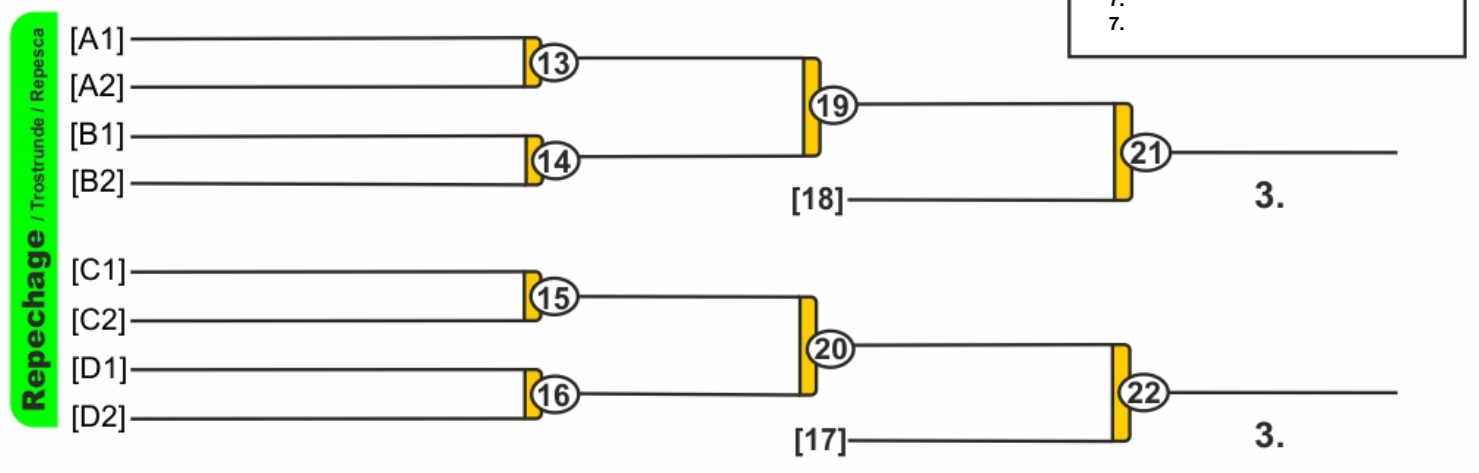 7.
7.
Repechage / Trostrunde / Repesca
[A1]
13
[A2]
19
[B1]
14
21
[B2]
[18]
3.
[C1]
15
[C2]
20
[D1]
16
22
[D2]
[17]
3.